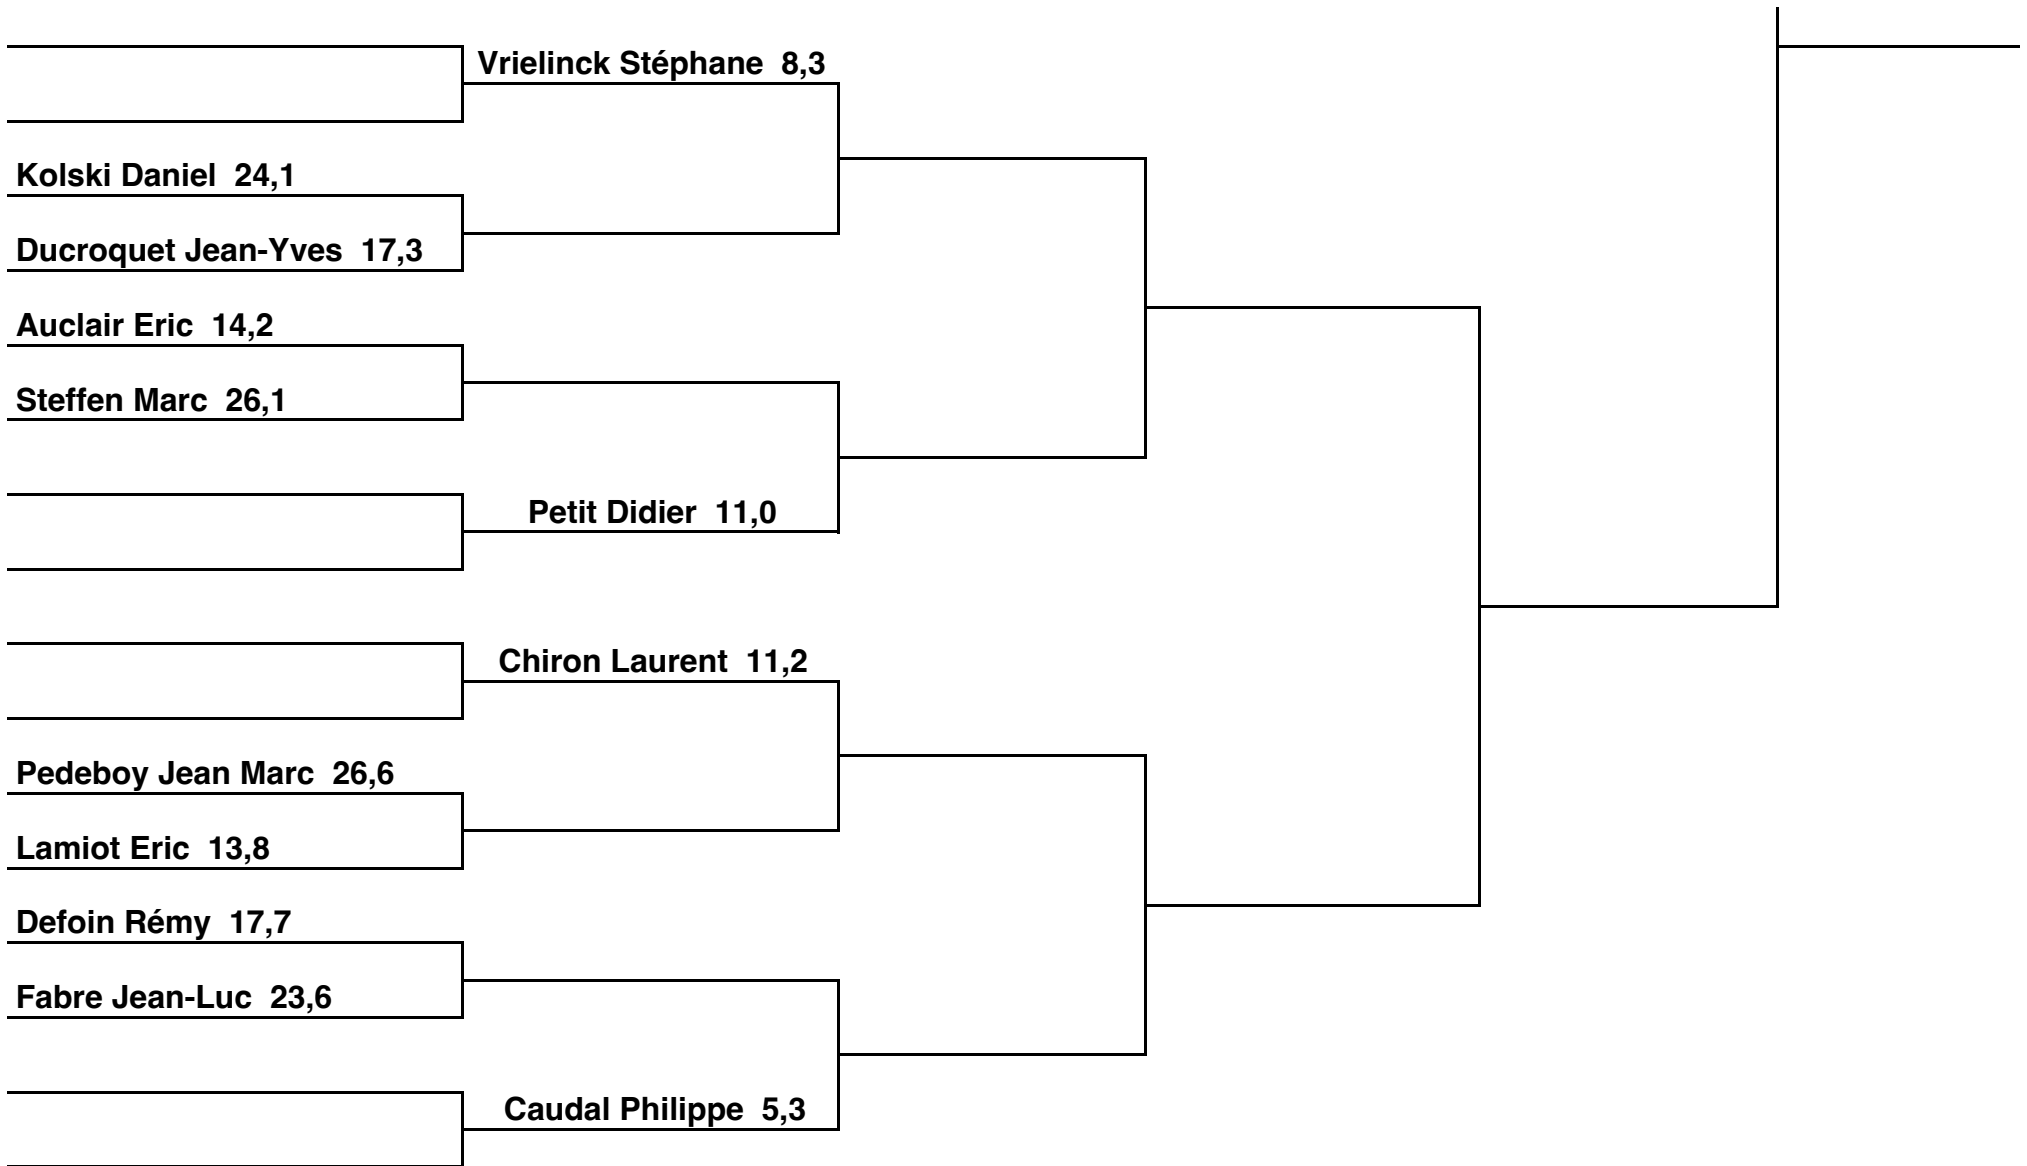 Vrielinck Stéphane 8,3
Kolski Daniel 24,1
Ducroquet Jean-Yves 17,3
Auclair Eric 14,2
Steffen Marc 26,1
Petit Didier 11,0
Chiron Laurent 11,2
Pedeboy Jean Marc 26,6
Lamiot Eric 13,8
Defoin Rémy 17,7
Fabre Jean-Luc 23,6
Caudal Philippe 5,3